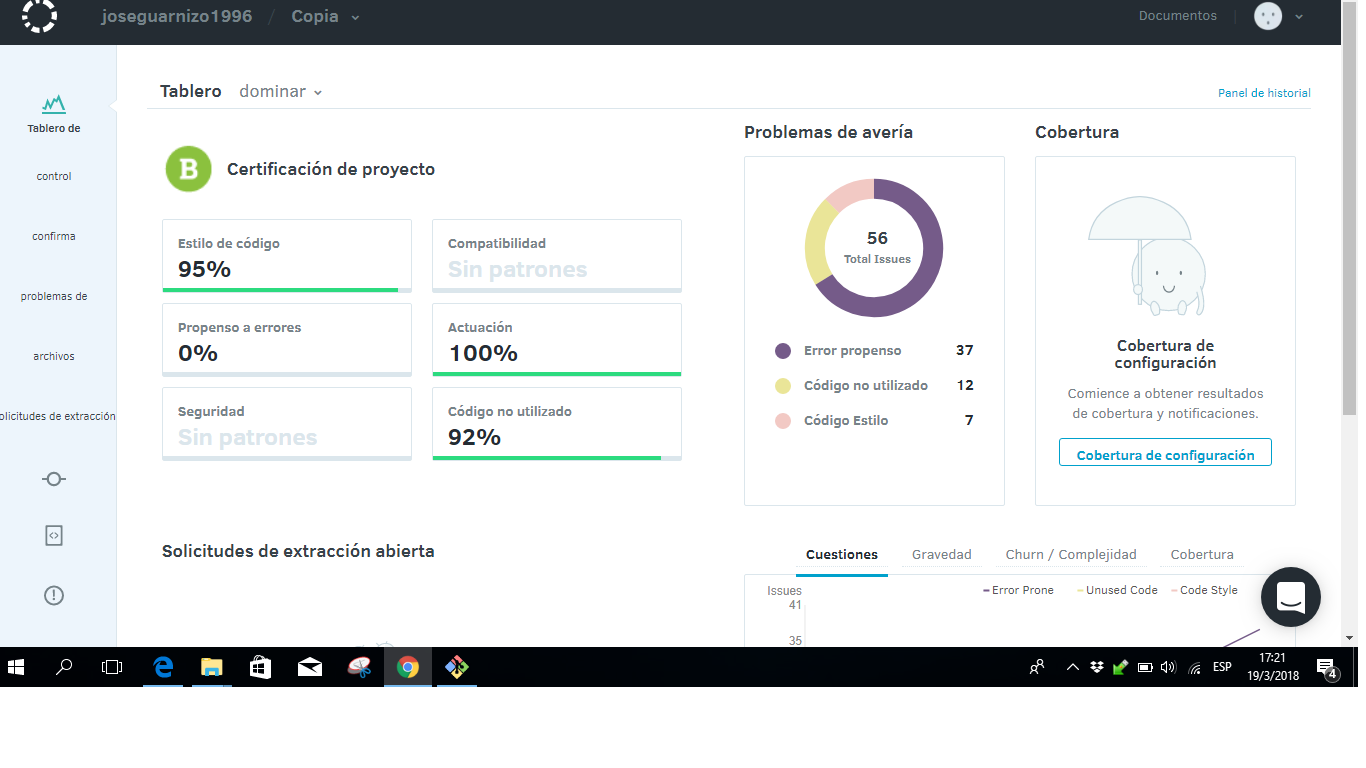 joseguarnizo1996 / Copia
Documentos
Tablero de
control
confirma
problemas de
archivos
olicitudes de extracción
Tablero dominar
Panel de historial
B Certificación de proyecto
Estilo de código
95%
Compatibilidad
Sin patrones
Propenso a errores
0%
Actuación
100%
Seguridad
Sin patrones
Código no utilizado
92%
Problemas de avería
56
Total Issues
Error propenso 37
Código no utilizado 12
Código Estilo 7
Cobertura
Cobertura de
configuración
Comience a obtener resultados
de cobertura y notificaciones.
Cobertura de configuración
Solicitudes de extracción abierta
Cuestiones Gravedad Churn / Complejidad Cobertura
Issues
41
35
Error Prone Unused Code Code Style
ESP
17:21
19/3/2018
4